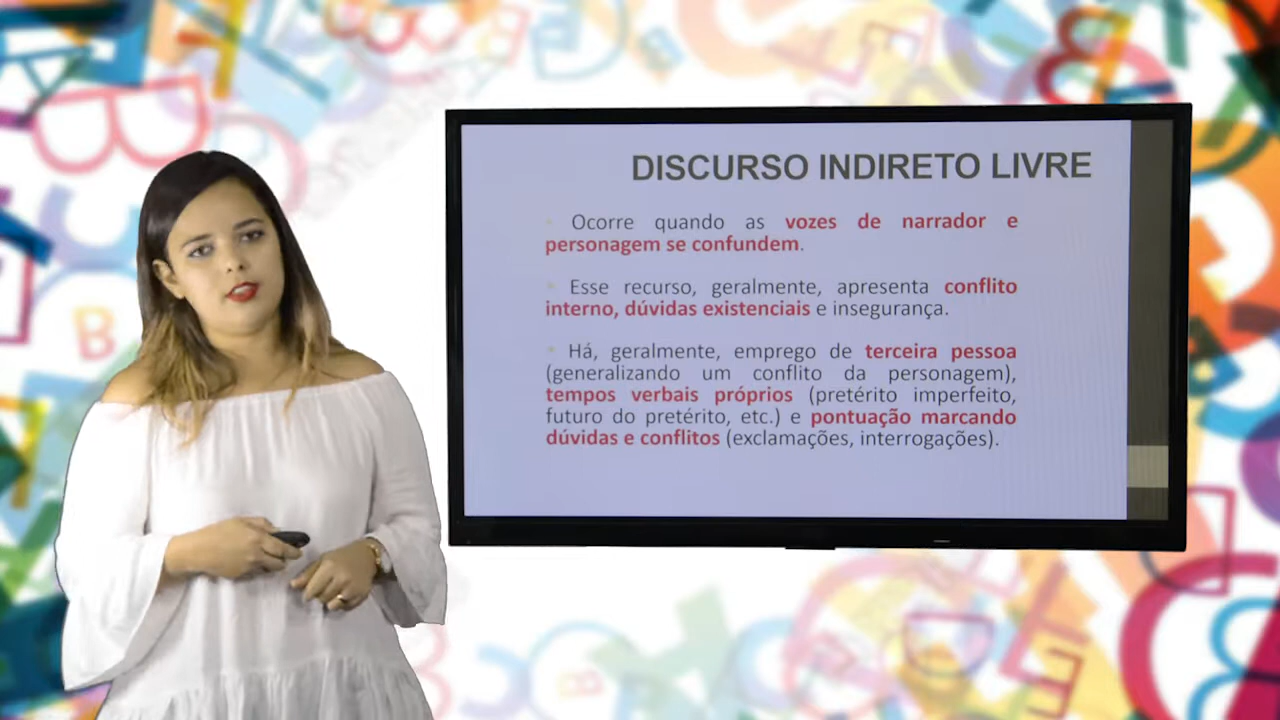 DISCURSO INDIRETO LIVRE
Ocorre quando as vozes de narrador e
personagem se confundem.
Esse recurso, geralmente, apresenta conflito
interno, dúvidas existenciais e insegurança.
Há, geralmente, emprego de terceira pessoa
(generalizando um conflito da personagem),
tempos verbais próprios (pretérito imperfeito,
futuro do pretérito, etc.) e pontuação marcando
dúvidas e conflitos (exclamações, interrogações).